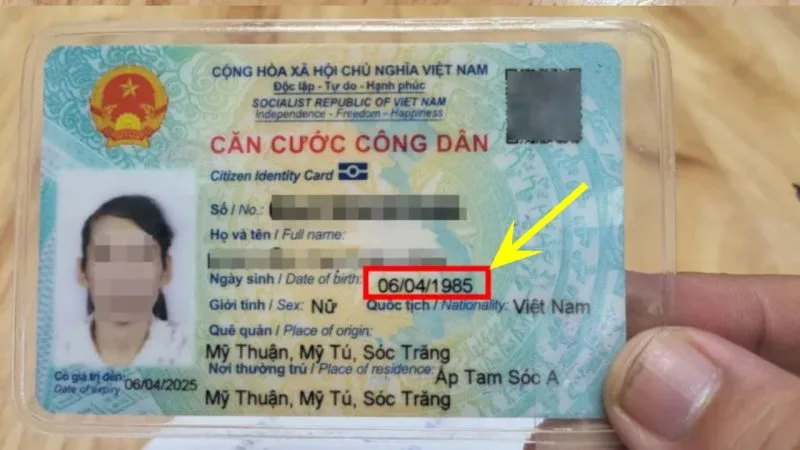 CỘNG HÒA XÃ HỘI CHỦ NGHĨA VIỆT NAM
Độc lập - Tự do - Hạnh phúc
SOCIALIST REPUBLIC OF VIET NAM
Independence - Freedom - Happiness
CĂN CƯỚC CÔNG DÂN
Citizen Identity Card
Số / No.:
Họ và tên / Full name:
Ngày sinh / Date of birth: 06/04/1985
Giới tính / Sex: Nữ Quốc tịch / Nationality: Việt Nam
Quê quán / Place of origin:
Mỹ Thuận, Mỹ Tú, Sóc Trăng
Nơi thường trú / Place of residence: Ấp Tam Sóc A
Mỹ Thuận, Mỹ Tú, Sóc Trăng
Có giá trị đến: 06/04/2025
Date of expiry